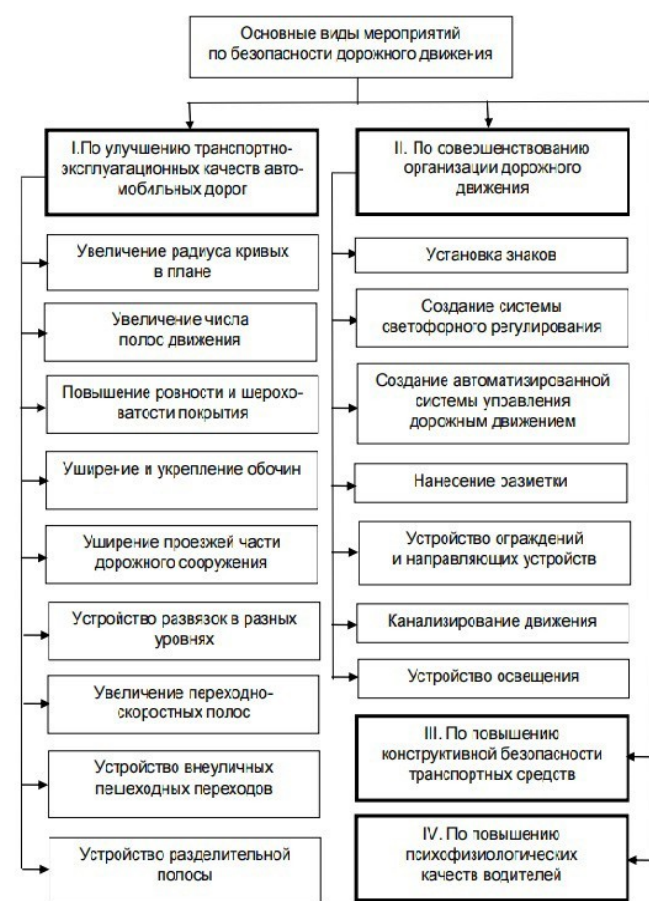 Основные виды мероприятий
по безопасности дорожного движения
I.По улучшению транспортно-
эксплуатационных качеств авто-
мобильных дорог
Увеличение радиуса кривых
в плане
Увеличение числа
полос движения
Повышение ровности и шерохо-
ватости покрытия
Уширение и укрепление обочин
Уширение проезжей части
дорожного сооружения
Устройство развязок в разных
уровнях
Увеличение переходно-
скоростных полос
Устройство внеуличных
пешеходных переходов
Устройство разделительной
полосы
II. По совершенствованию
организации дорожного
движения
Установка знаков
Создание системы
светофорного регулирования
Создание автоматизированной
системы управления
дорожным движением
Нанесение разметки
Устройство ограждений
и направляющих устройств
Канализирование движения
Устройство освещения
III. По повышению
конструктивной безопасности
транспортных средств
IV. По повышению
психофизиологических
качеств водителей